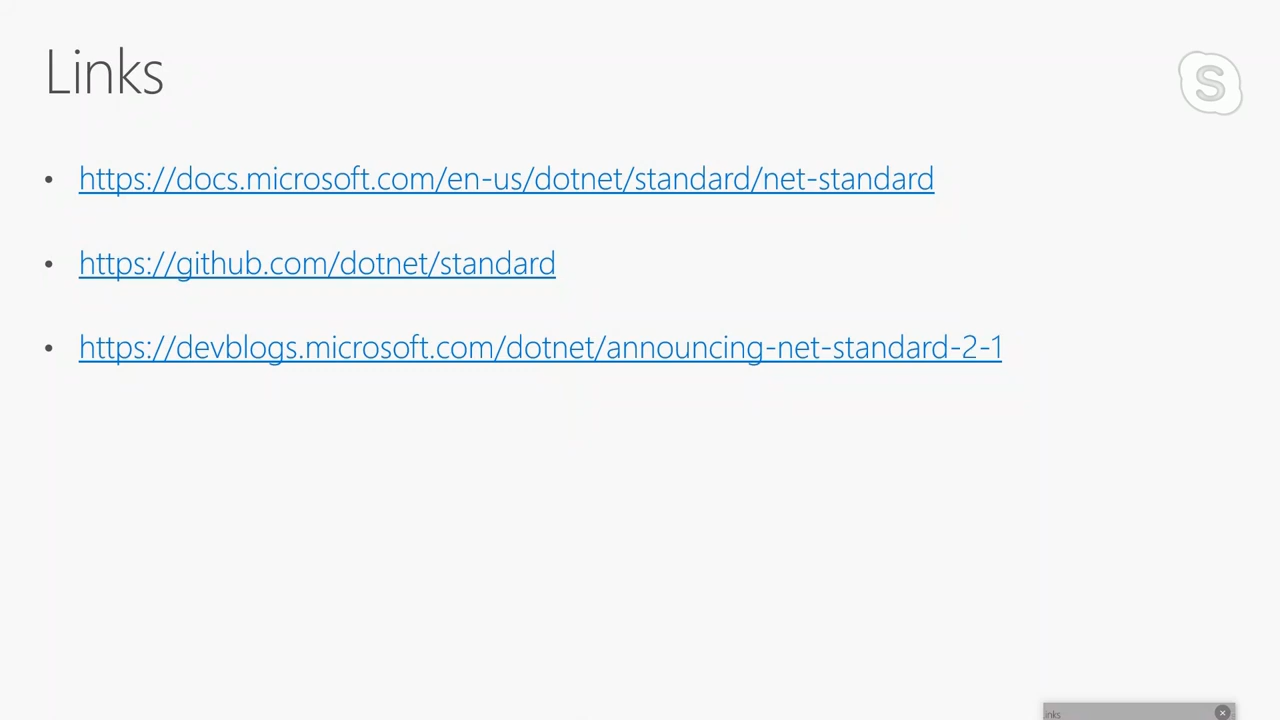 Links
S
• https://docs.microsoft.com/en-us/dotnet/standard/net-standard
• https://github.com/dotnet/standard
• https://devblogs.microsoft.com/dotnet/announcing-net-standard-2-1
inks